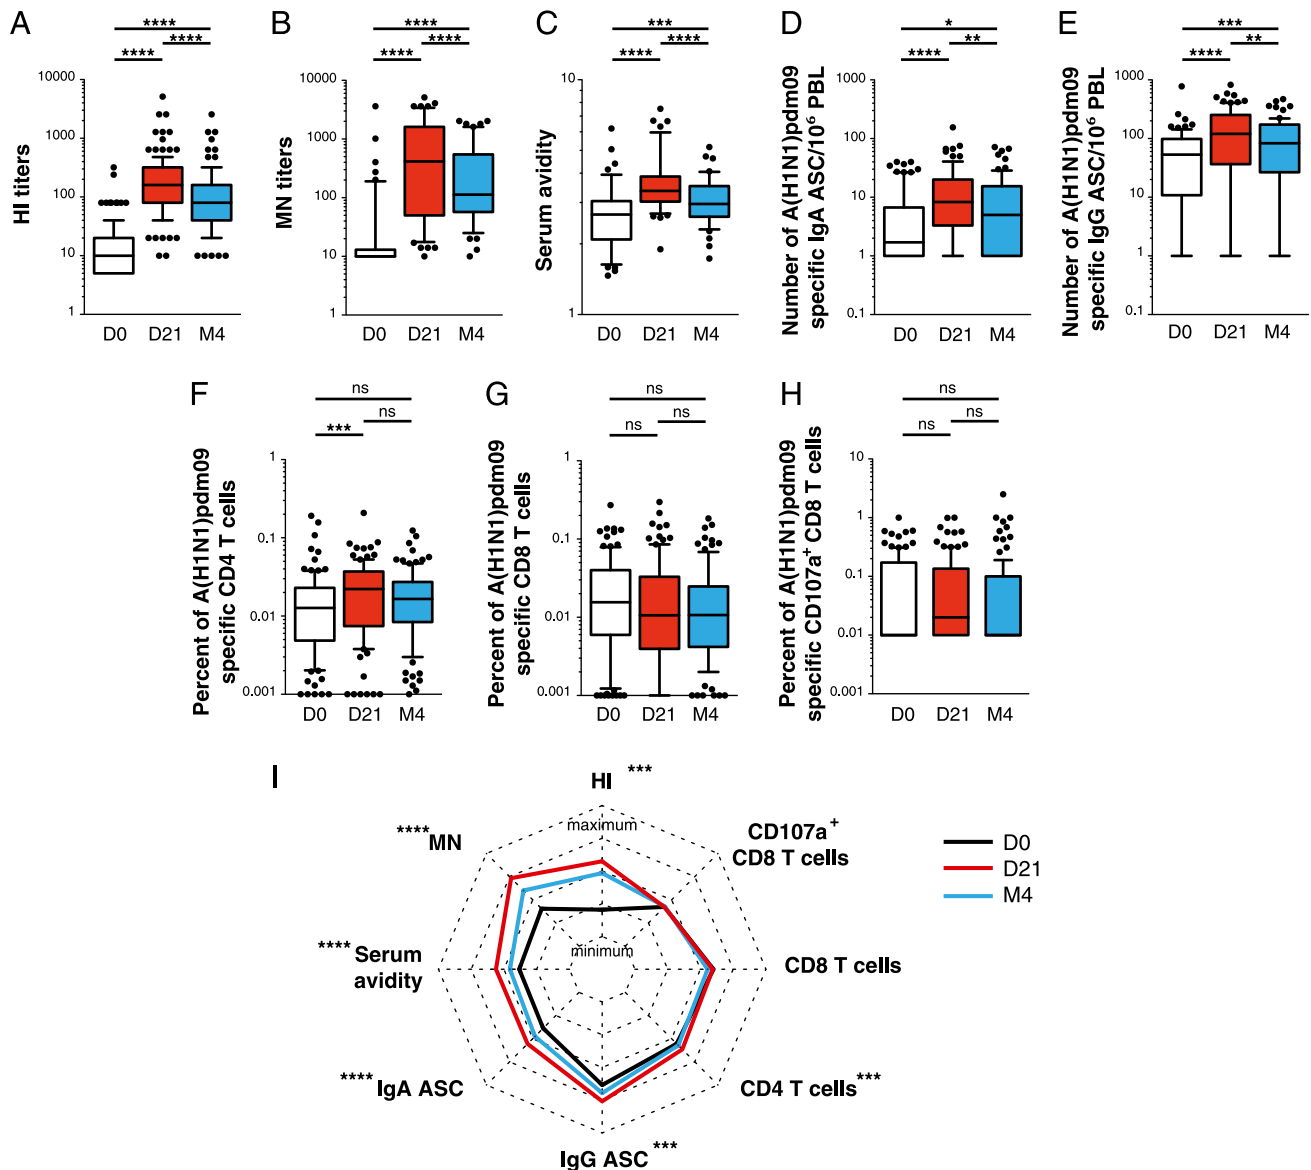 A
****
****
****
HI titers
10000
1000
100
10
1
D0
D21
M4
B
****
****
****
MN titers
10000
1000
100
10
1
D0
D21
M4
C
***
****
****
Serum avidity
10
1
D0
D21
M4
D
*
**
****
Number of A(H1N1)pdm09
specific IgA ASC/10⁶ PBL
1000
100
10
1
0.1
D0
D21
M4
E
***
**
****
Number of A(H1N1)pdm09
specific IgG ASC/10⁶ PBL
1000
100
10
1
0.1
D0
D21
M4
F
ns
ns
***
Percent of A(H1N1)pdm09
specific CD4 T cells
1
0.1
0.01
0.001
D0
D21
M4
G
ns
ns
ns
Percent of A(H1N1)pdm09
specific CD8 T cells
1
0.1
0.01
0.001
D0
D21
M4
H
ns
ns
ns
Percent of A(H1N1)pdm09
specific CD107a⁺ CD8 T cells
10
1
0.1
0.01
0.001
D0
D21
M4
I
HI ***
maximum
minimum
CD107a⁺
CD8 T cells
CD8 T cells
CD4 T cells***
IgG ASC ***
****IgA ASC
****Serum
avidity
****MN
D0
D21
M4